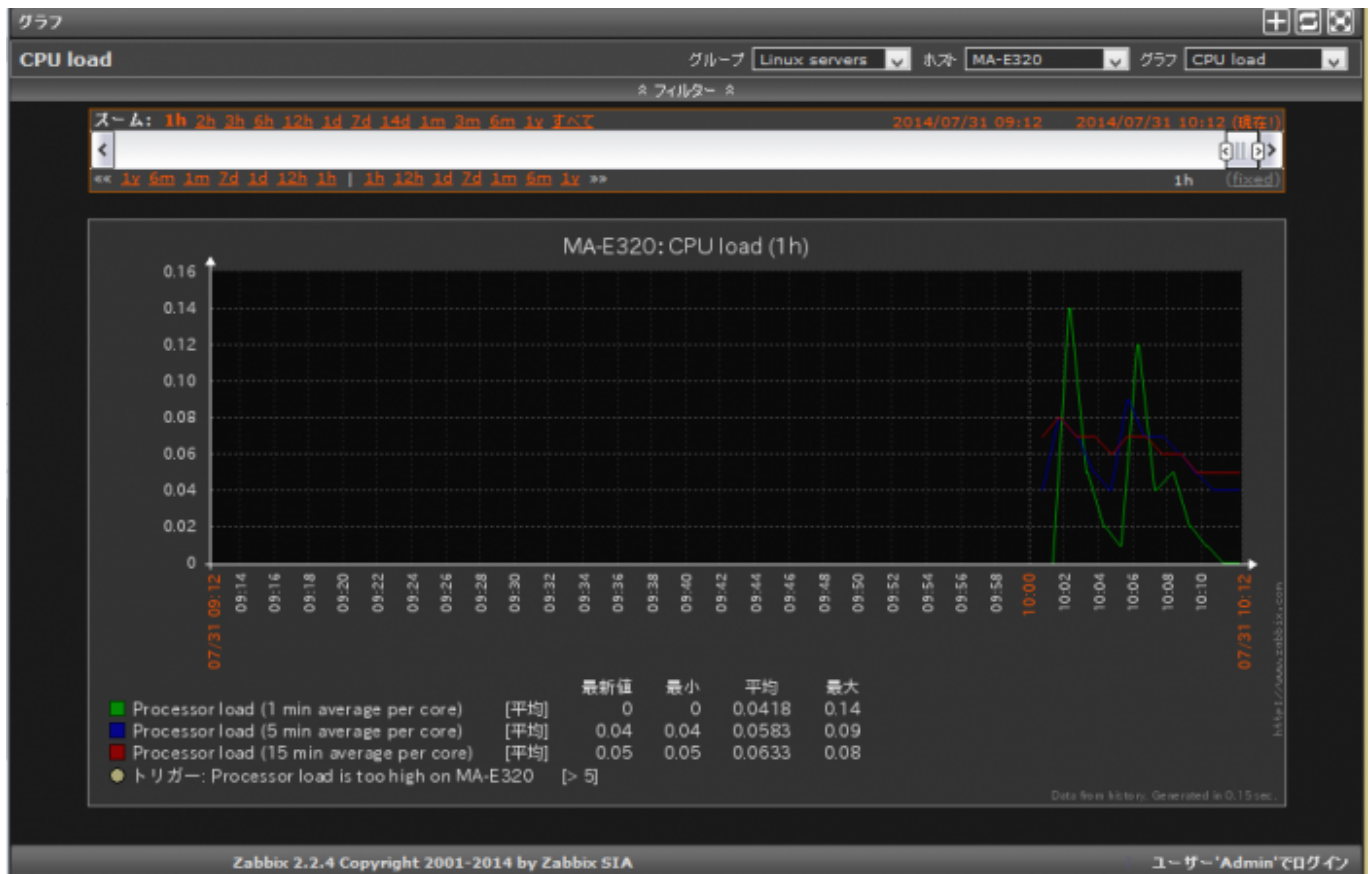 グラフ
CPU load グループ Linux servers ホスト MA-E320 グラフ CPU load
≪ フィルター ≪
ズーム: 1h 2h 3h 6h 12h 1d 7d 14d 1m 3m 6m 1y すべて 2014/07/31 09:12 2014/07/31 10:12 (現在!)
«« 1y 6m 1m 7d 1d 12h 1h | 1h 12h 1d 7d 1m 6m 1y »» 1h (fixed)
MA-E320: CPU load (1h)
0.16
0.14
0.12
0.10
0.08
0.06
0.04
0.02
0
07/31 09:12 09:14 09:16 09:18 09:20 09:22 09:24 09:26 09:28 09:30 09:32 09:34 09:36 09:38 09:40 09:42 09:44 09:46 09:48 09:50 09:52 09:54 09:56 09:58 10:00 10:02 10:04 10:06 10:08 10:10 07/31 10:12
http://www.zabbix.com
最新値 最小 平均 最大
Processor load (1 min average per core) [平均] 0 0 0.0418 0.14
Processor load (5 min average per core) [平均] 0.04 0.04 0.0583 0.09
Processor load (15 min average per core) [平均] 0.05 0.05 0.0633 0.08
トリガー: Processor load is too high on MA-E320 [> 5]
Data from history. Generated in 0.15 sec.
Zabbix 2.2.4 Copyright 2001-2014 by Zabbix SIA ユーザー'Admin'でログイン